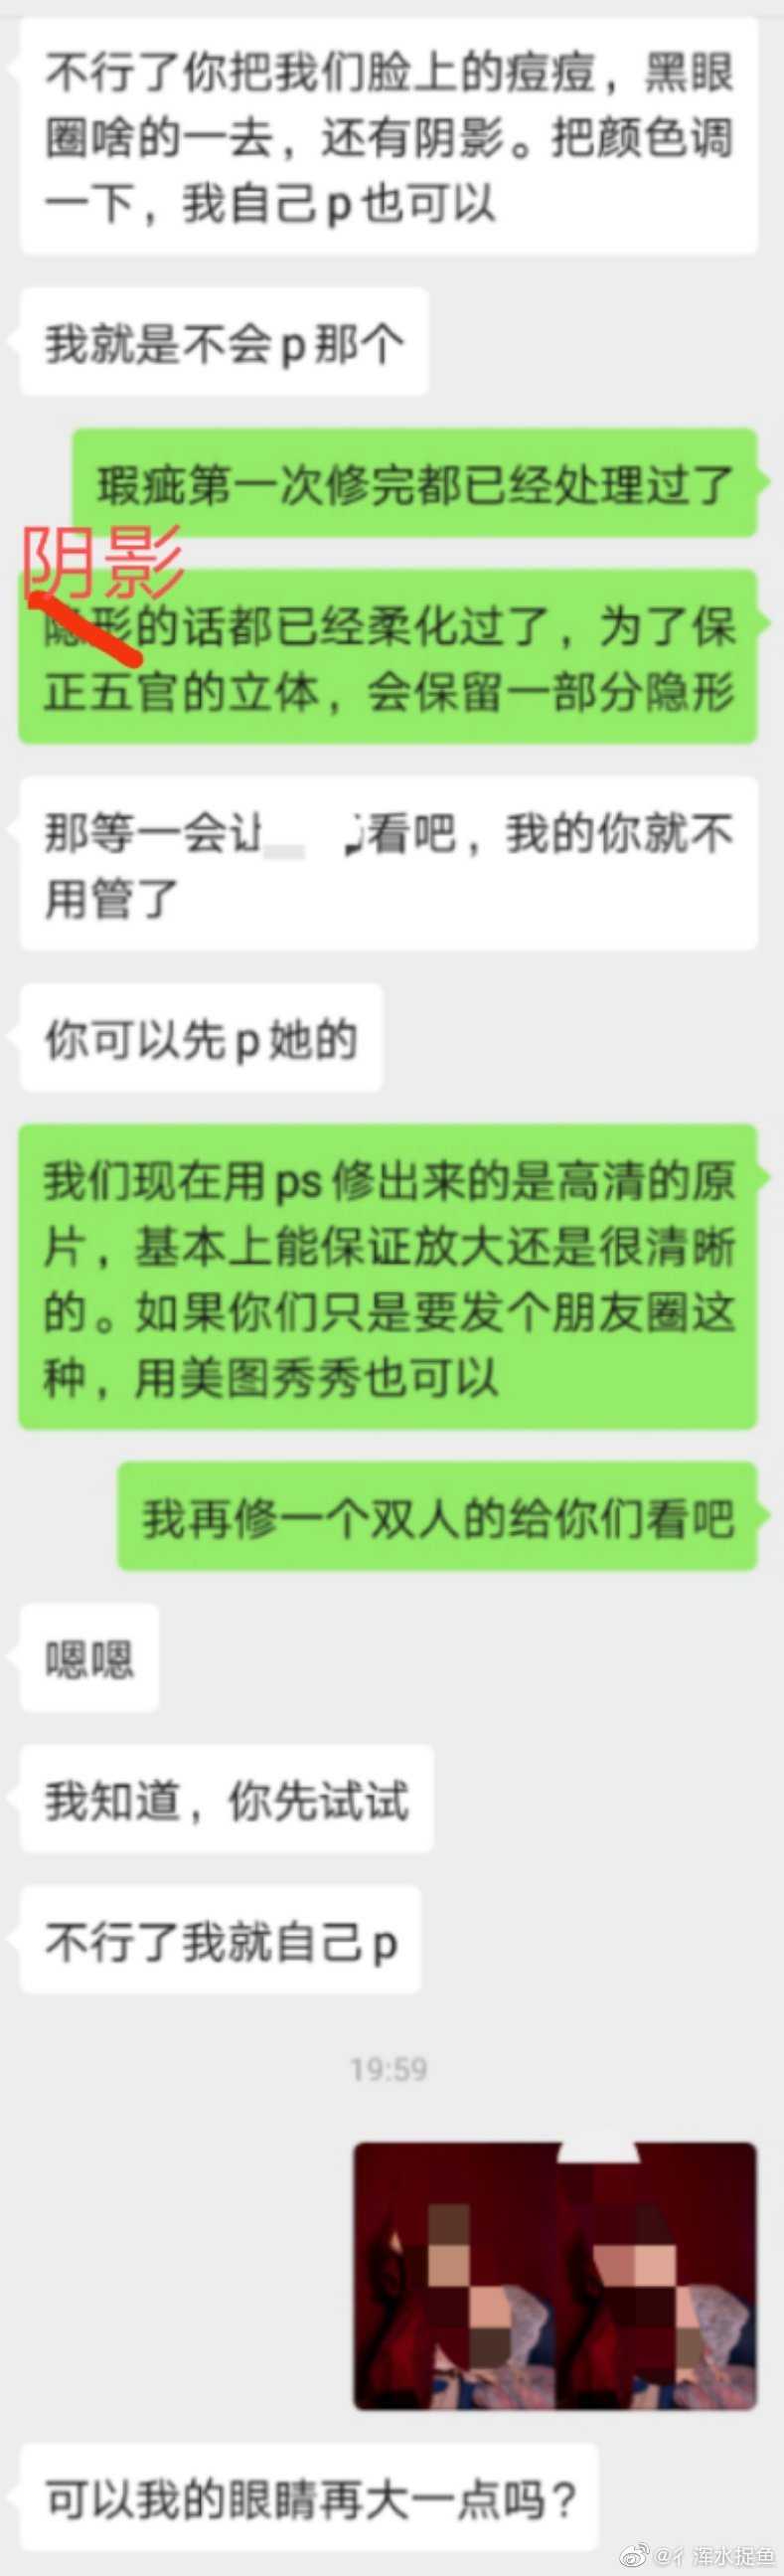 不行了你把我们脸上的痘痘，黑眼
圈啥的一去，还有阴影。把颜色调
一下，我自己p也可以
我就是不会p那个
瑕疵第一次修完都已经处理过了
阴影
隐形的话都已经柔化过了，为了保
正五官的立体，会保留一部分隐形
那等一会让 看吧，我的你就不
用管了
你可以先p她的
我们现在用ps修出来的是高清的原
片，基本上能保证放大还是很清晰
的。如果你们只是要发个朋友圈这
种，用美图秀秀也可以
我再修一个双人的给你们看吧
嗯嗯
我知道，你先试试
不行了我就自己p
19:59
可以我的眼睛再大一点吗？
@亻浑水捉鱼